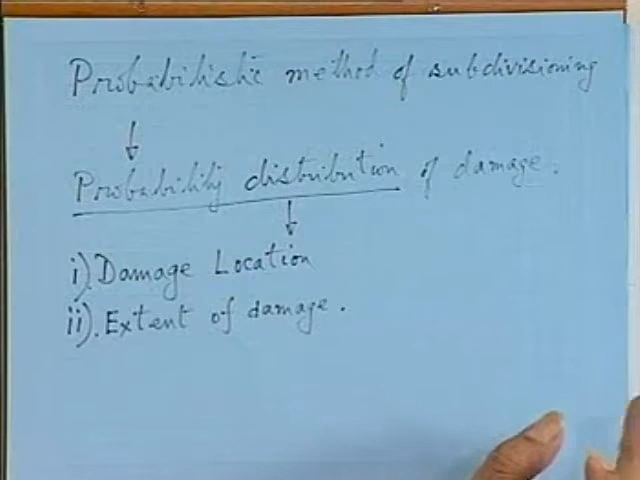 Probabilistic method of subdivisioning
↓
Probability distribution of damage.
↓
i). Damage Location
ii). Extent of damage.